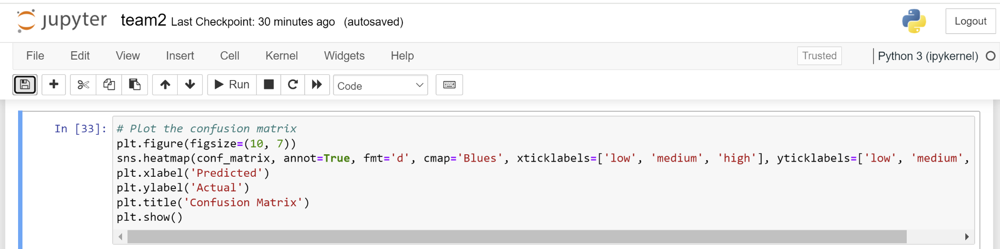 jupyter team2 Last Checkpoint: 30 minutes ago (autosaved) Logout
File Edit View Insert Cell Kernel Widgets Help Trusted Python 3 (ipykernel)
Run Code
In [33]: # Plot the confusion matrix
plt.figure(figsize=(10, 7))
sns.heatmap(conf_matrix, annot=True, fmt='d', cmap='Blues', xticklabels=['low', 'medium', 'high'], yticklabels=['low', 'medium',
plt.xlabel('Predicted')
plt.ylabel('Actual')
plt.title('Confusion Matrix')
plt.show()